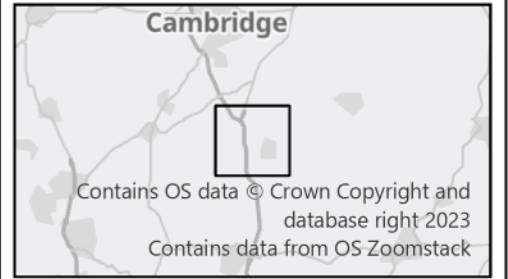 Cambridge
Contains OS data © Crown Copyright and
database right 2023
Contains data from OS Zoomstack